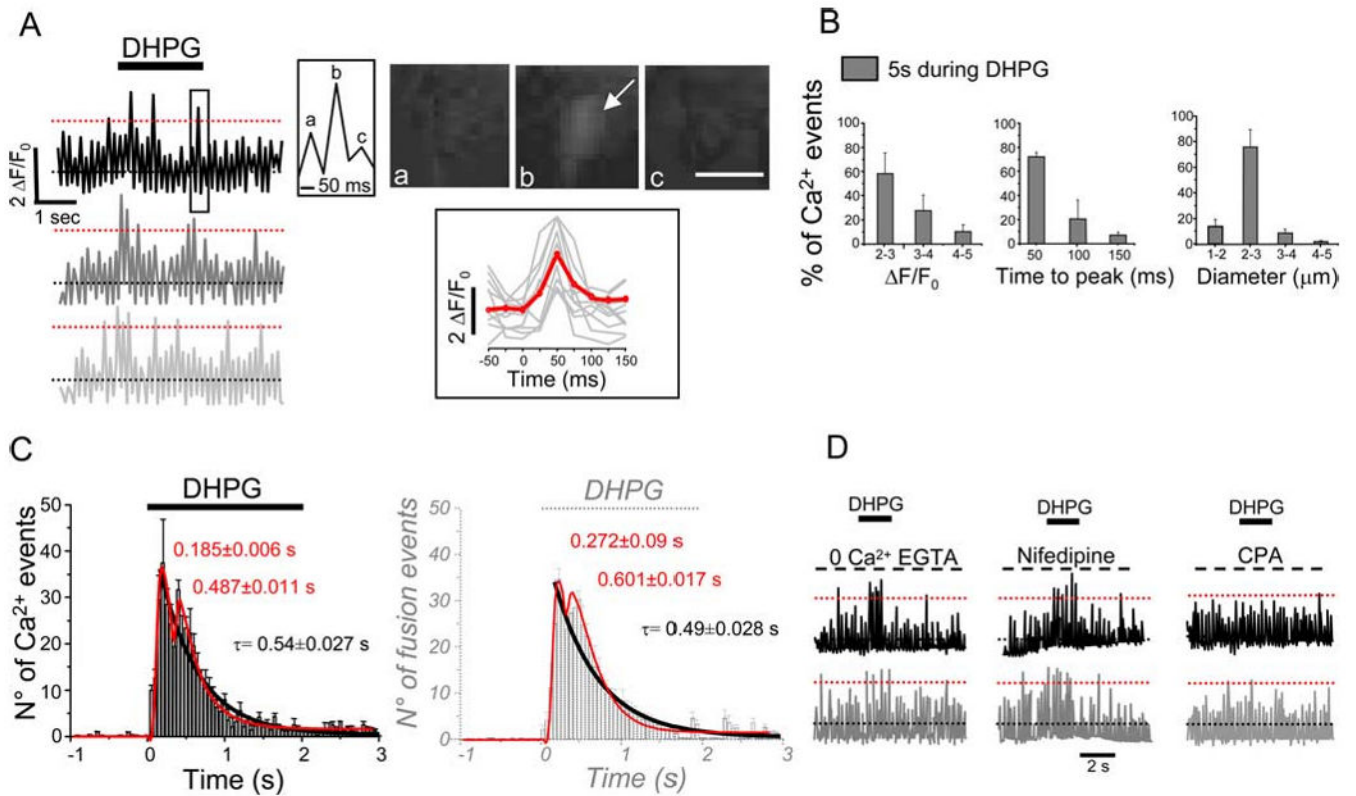 A
DHPG
2 ΔF/F₀
1 sec
a
b
c
50 ms
a
b
c
2 ΔF/F₀
-50 0 50 100 150
Time (ms)
B
5s during DHPG
% of Ca²⁺ events
100
80
60
40
20
0
2-3 3-4 4-5
ΔF/F₀
100
80
60
40
20
0
50 100 150
Time to peak (ms)
100
80
60
40
20
0
1-2 2-3 3-4 4-5
Diameter (μm)
C
DHPG
N° of Ca²⁺ events
50
40
30
20
10
0
0.185±0.006 s
0.487±0.011 s
τ= 0.54±0.027 s
-1 0 1 2 3
Time (s)
DHPG
N° of fusion events
50
40
30
20
10
0
0.272±0.09 s
0.601±0.017 s
τ= 0.49±0.028 s
-1 0 1 2 3
Time (s)
D
DHPG
0 Ca²⁺ EGTA
DHPG
Nifedipine
DHPG
CPA
2 s